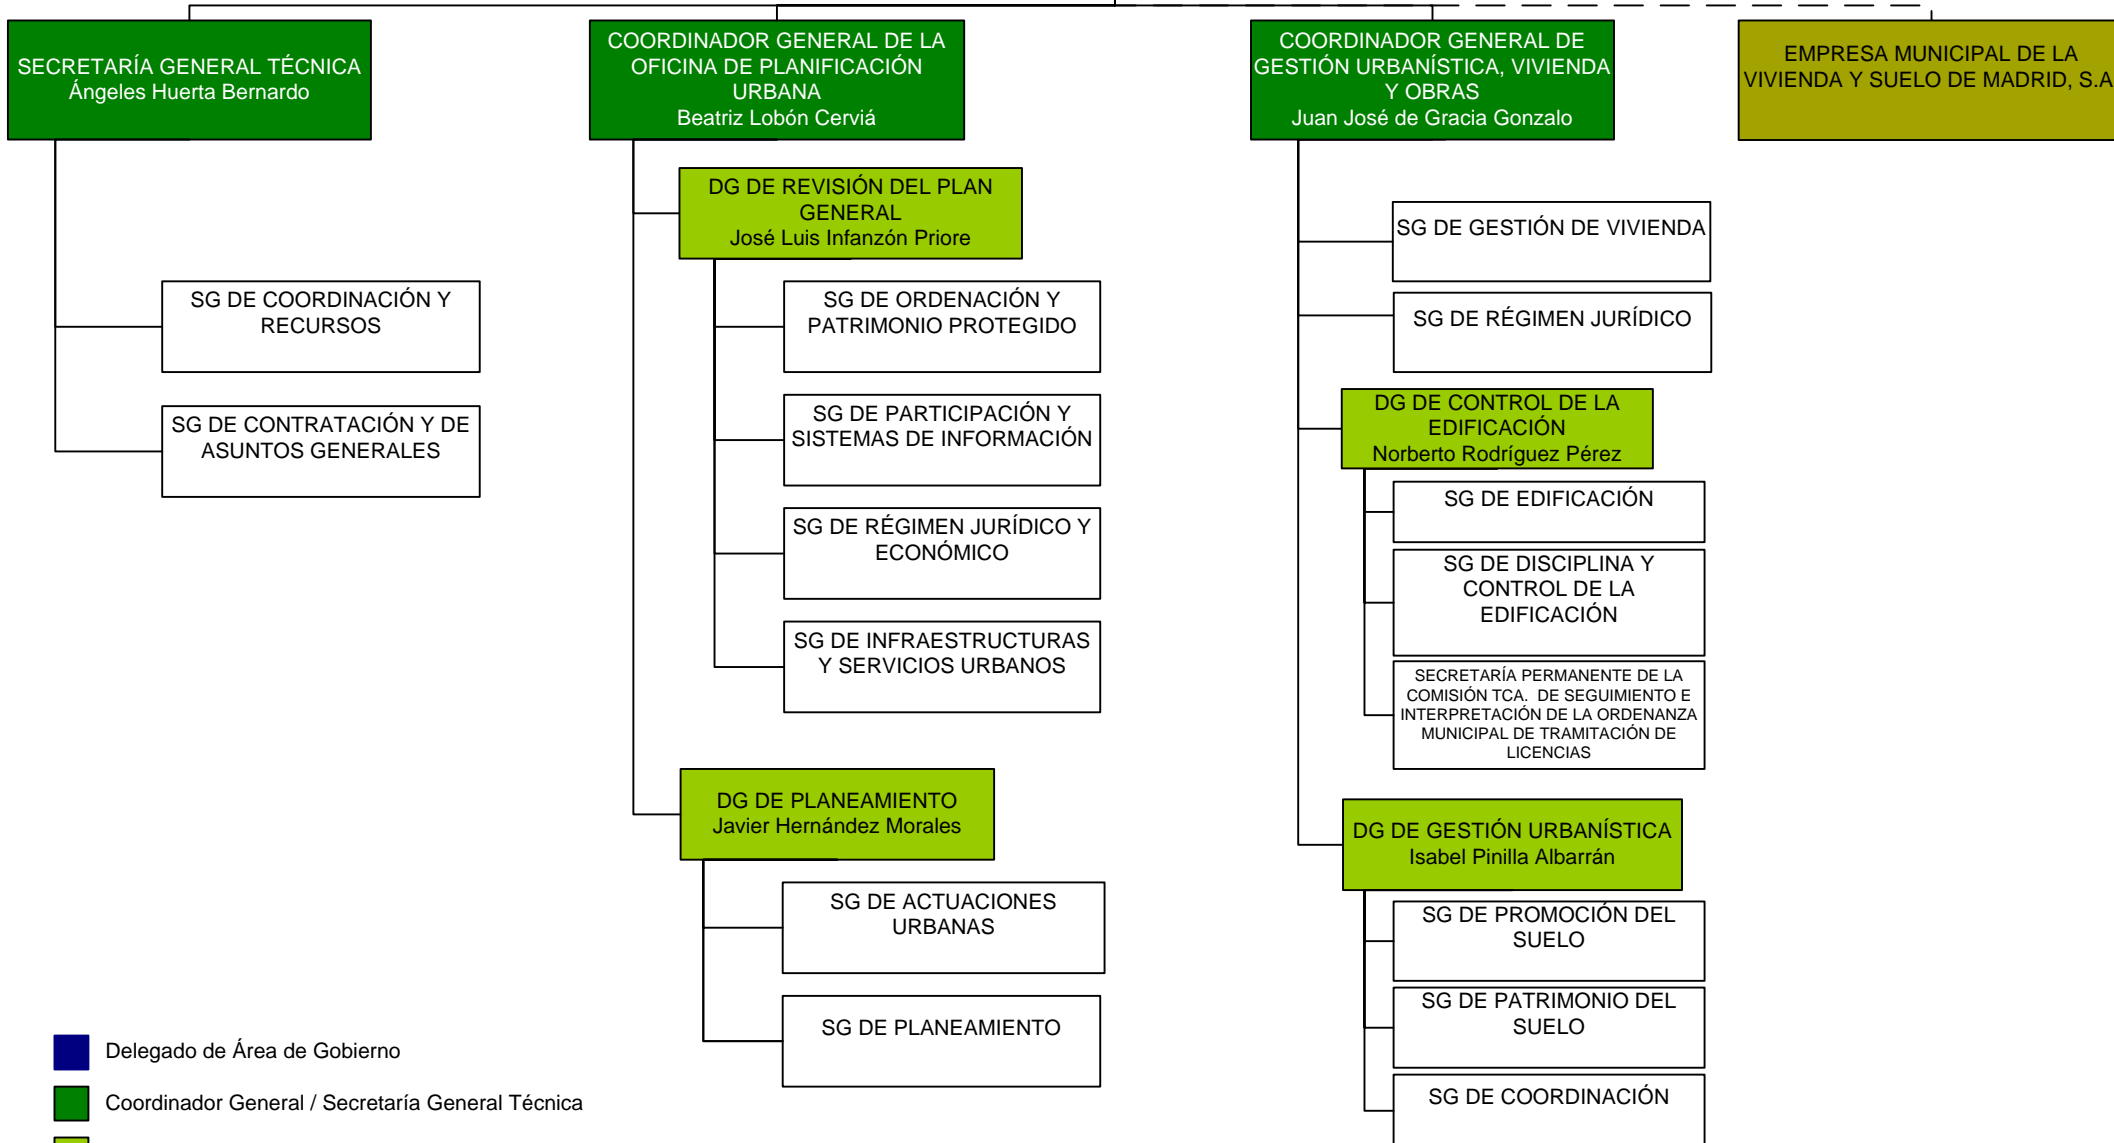 SECRETARÍA GENERAL TÉCNICA
Ángeles Huerta Bernardo
SG DE COORDINACIÓN Y
RECURSOS
SG DE CONTRATACIÓN Y DE
ASUNTOS GENERALES
COORDINADOR GENERAL DE LA
OFICINA DE PLANIFICACIÓN
URBANA
Beatriz Lobón Cerviá
DG DE REVISIÓN DEL PLAN
GENERAL
José Luis Infanzón Priore
SG DE ORDENACIÓN Y
PATRIMONIO PROTEGIDO
SG DE PARTICIPACIÓN Y
SISTEMAS DE INFORMACIÓN
SG DE RÉGIMEN JURÍDICO Y
ECONÓMICO
SG DE INFRAESTRUCTURAS
Y SERVICIOS URBANOS
DG DE PLANEAMIENTO
Javier Hernández Morales
SG DE ACTUACIONES
URBANAS
SG DE PLANEAMIENTO
COORDINADOR GENERAL DE
GESTIÓN URBANÍSTICA, VIVIENDA
Y OBRAS
Juan José de Gracia Gonzalo
SG DE GESTIÓN DE VIVIENDA
SG DE RÉGIMEN JURÍDICO
DG DE CONTROL DE LA
EDIFICACIÓN
Norberto Rodríguez Pérez
SG DE EDIFICACIÓN
SG DE DISCIPLINA Y
CONTROL DE LA
EDIFICACIÓN
SECRETARÍA PERMANENTE DE LA
COMISIÓN TCA. DE SEGUIMIENTO E
INTERPRETACIÓN DE LA ORDENANZA
MUNICIPAL DE TRAMITACIÓN DE
LICENCIAS
DG DE GESTIÓN URBANÍSTICA
Isabel Pinilla Albarrán
SG DE PROMOCIÓN DEL
SUELO
SG DE PATRIMONIO DEL
SUELO
SG DE COORDINACIÓN
EMPRESA MUNICIPAL DE LA
VIVIENDA Y SUELO DE MADRID, S.A
Delegado de Área de Gobierno
Coordinador General / Secretaría General Técnica